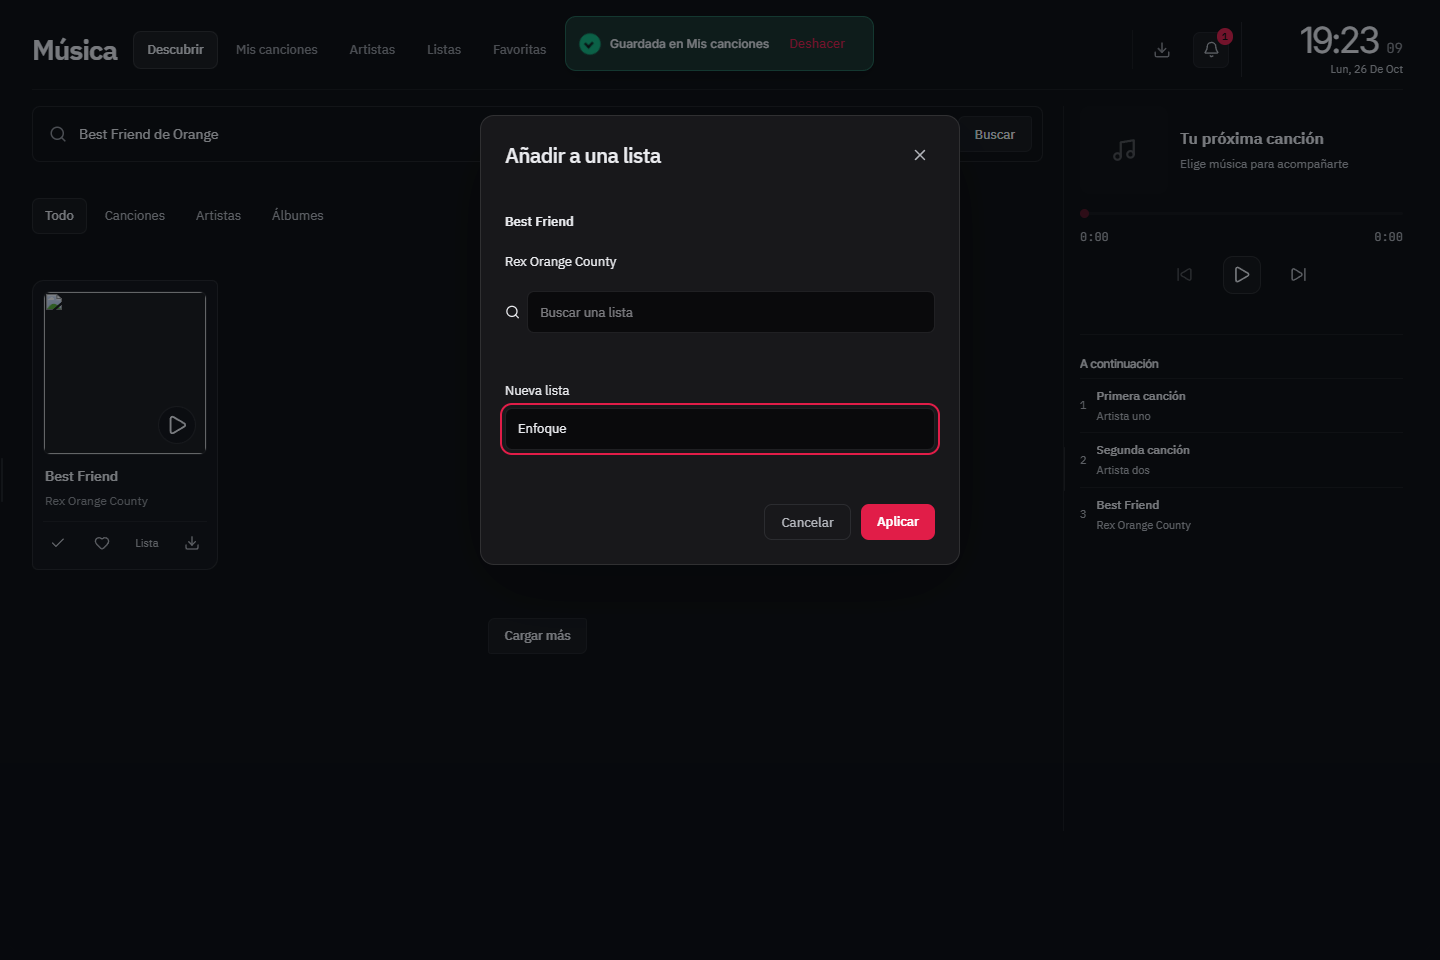 Música
Descubrir
Mis canciones
Artistas
Listas
Favoritas
Guardada en Mis canciones
Deshacer
1
19:23 09
Lun, 26 De Oct
Best Friend de Orange
Buscar
Todo
Canciones
Artistas
Álbumes
Best Friend
Rex Orange County
Lista
Cargar más
Añadir a una lista
Best Friend
Rex Orange County
Buscar una lista
Nueva lista
Enfoque
Cancelar
Aplicar
Tu próxima canción
Elige música para acompañarte
0:00
0:00
A continuación
1
Primera canción
Artista uno
2
Segunda canción
Artista dos
3
Best Friend
Rex Orange County